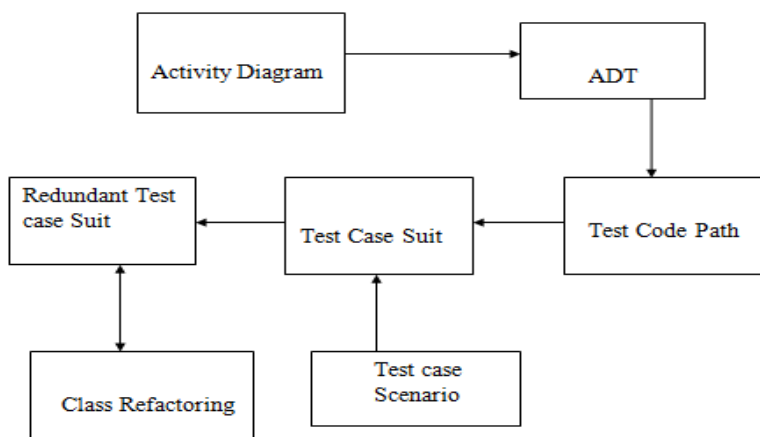 Activity Diagram
ADT
Redundant Test
case Suit
Test Case Suit
Test Code Path
Class Refactoring
Test case
Scenario